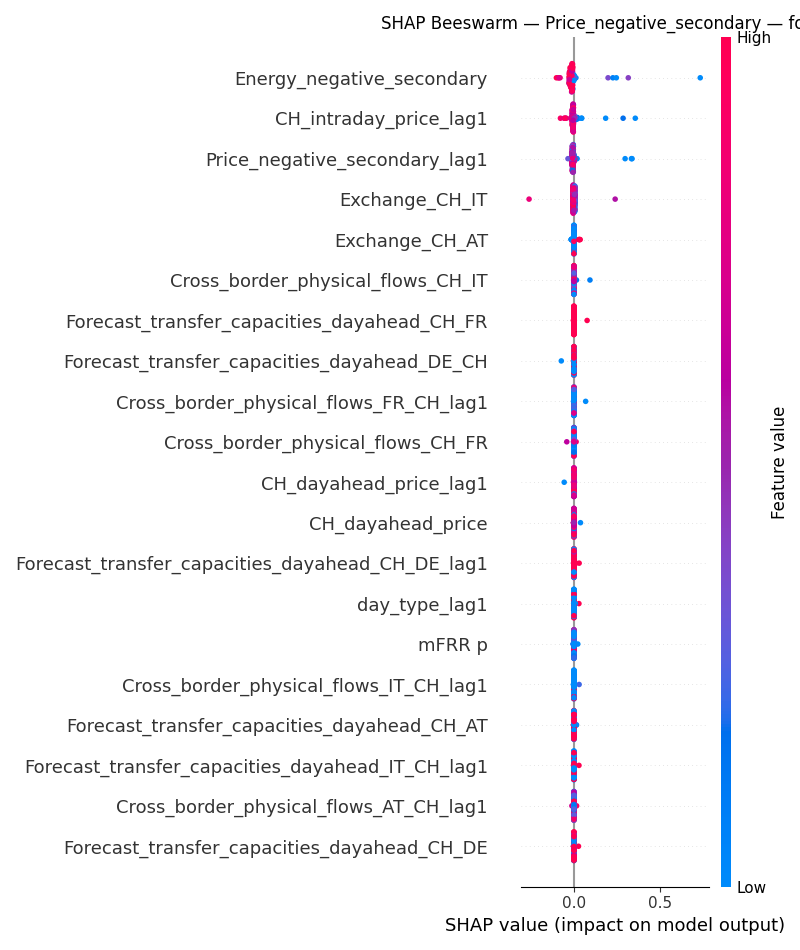 SHAP Beeswarm — Price_negative_secondary — fo
High
Energy_negative_secondary
CH_intraday_price_lag1
Price_negative_secondary_lag1
Exchange_CH_IT
Exchange_CH_AT
Cross_border_physical_flows_CH_IT
Forecast_transfer_capacities_dayahead_CH_FR
Forecast_transfer_capacities_dayahead_DE_CH
Cross_border_physical_flows_FR_CH_lag1
Cross_border_physical_flows_CH_FR
CH_dayahead_price_lag1
CH_dayahead_price
Forecast_transfer_capacities_dayahead_CH_DE_lag1
day_type_lag1
mFRR p
Cross_border_physical_flows_IT_CH_lag1
Forecast_transfer_capacities_dayahead_CH_AT
Forecast_transfer_capacities_dayahead_IT_CH_lag1
Cross_border_physical_flows_AT_CH_lag1
Forecast_transfer_capacities_dayahead_CH_DE
Feature value
Low
0.0 0.5
SHAP value (impact on model output)